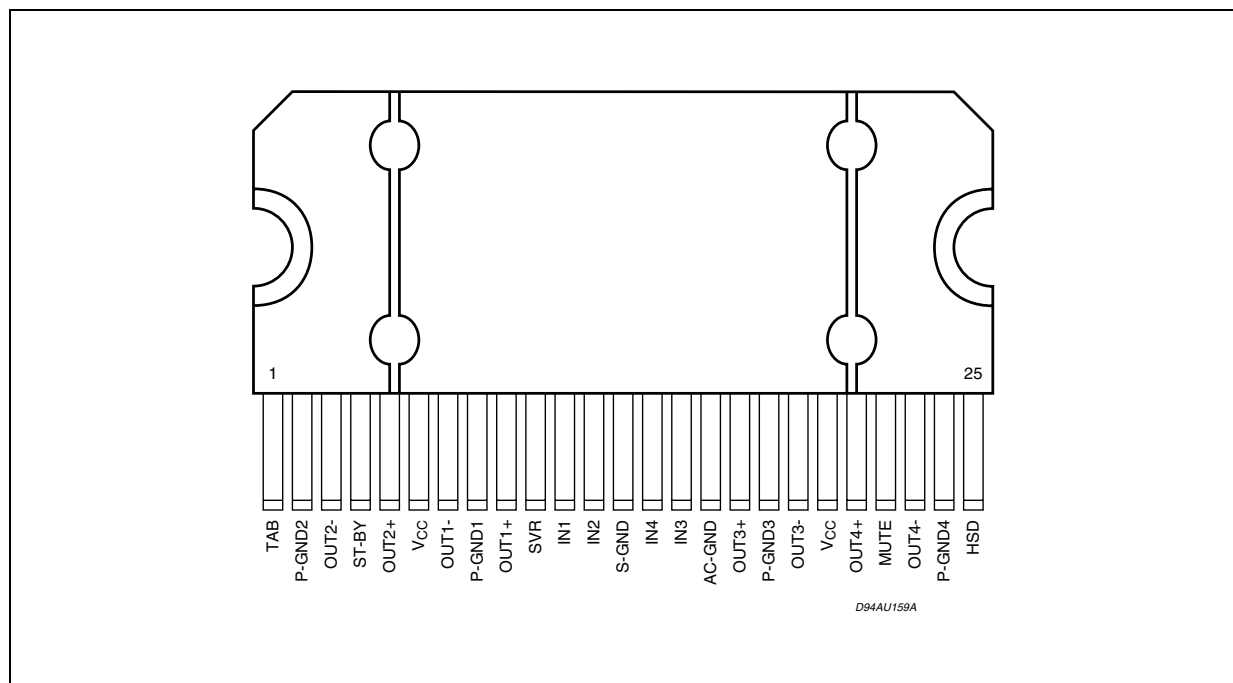 1
25
TAB
P-GND2
OUT2-
ST-BY
OUT2+
VCC
OUT1-
P-GND1
OUT1+
SVR
IN1
IN2
S-GND
IN4
IN3
AC-GND
OUT3+
P-GND3
OUT3-
VCC
OUT4+
MUTE
OUT4-
P-GND4
HSD
D94AU159A